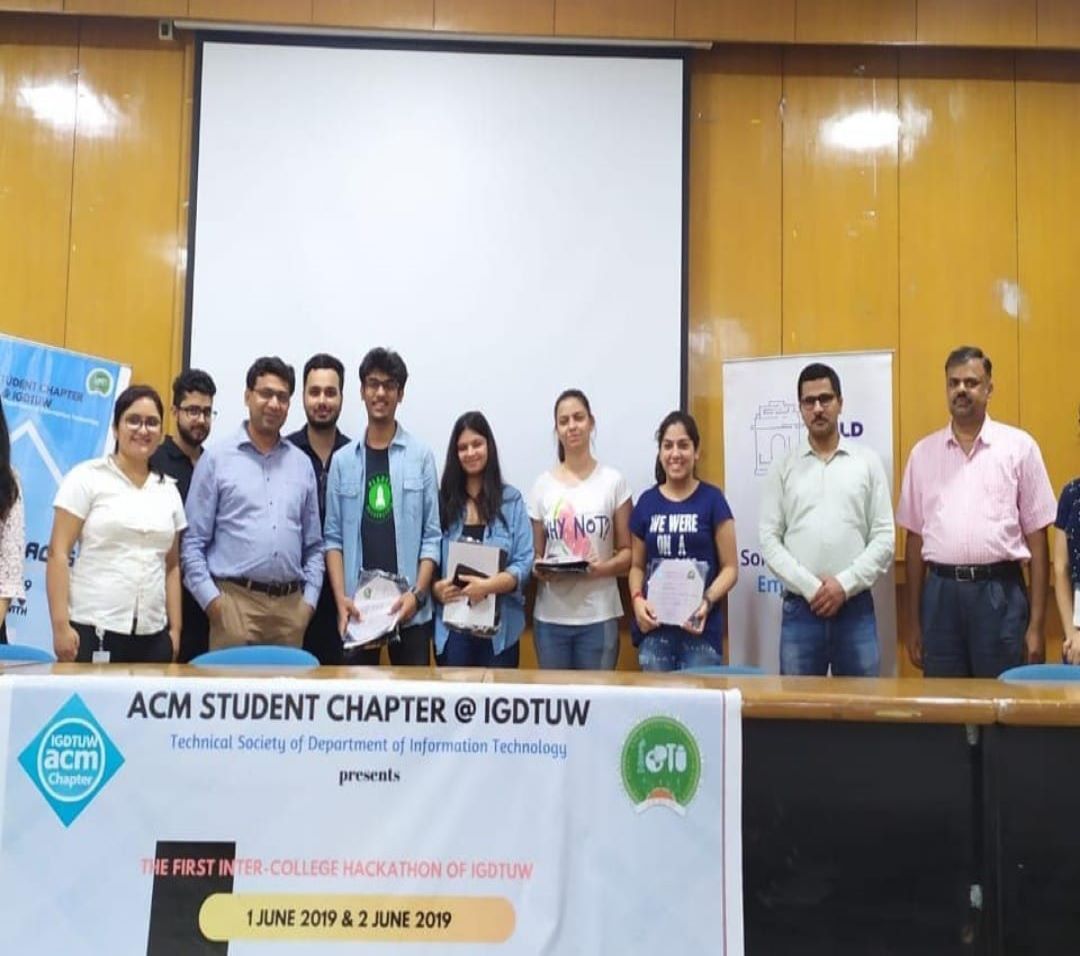 STUDENT CHAPTER
@ IGDTUW
WHY NOT?
WE WERE
ON A
LD
ACM STUDENT CHAPTER @ IGDTUW
Technical Society of Department of Information Technology
presents
IGDTUW
acm
Chapter
THE FIRST INTER-COLLEGE HACKATHON OF IGDTUW
1 JUNE 2019 & 2 JUNE 2019